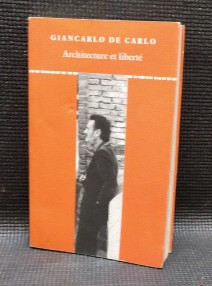 GIANCARLO DE CARLO
Architecture et liberté